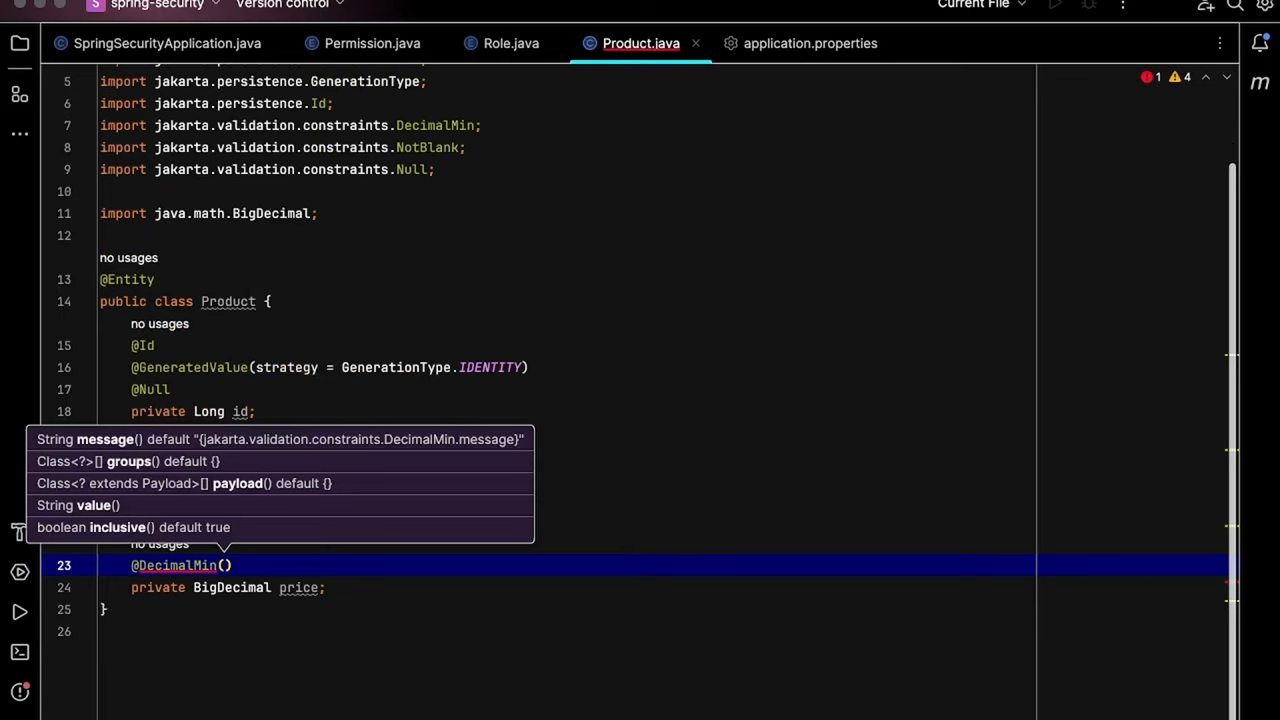 S spring-security Version control Current File
SpringSecurityApplication.java Permission.java Role.java Product.java application.properties
5 import jakarta.persistence.GenerationType; 1 4
6 import jakarta.persistence.Id;
7 import jakarta.validation.constraints.DecimalMin;
8 import jakarta.validation.constraints.NotBlank;
9 import jakarta.validation.constraints.Null;
10
11 import java.math.BigDecimal;
12
no usages
13 @Entity
14 public class Product {
no usages
15 @Id
16 @GeneratedValue(strategy = GenerationType.IDENTITY)
17 @Null
18 private Long id;
String message() default "{jakarta.validation.constraints.DecimalMin.message}"
Class<?>[] groups() default {}
Class<? extends Payload>[] payload() default {}
String value()
boolean inclusive() default true
no usages
23 @DecimalMin()
24 private BigDecimal price;
25 }
26